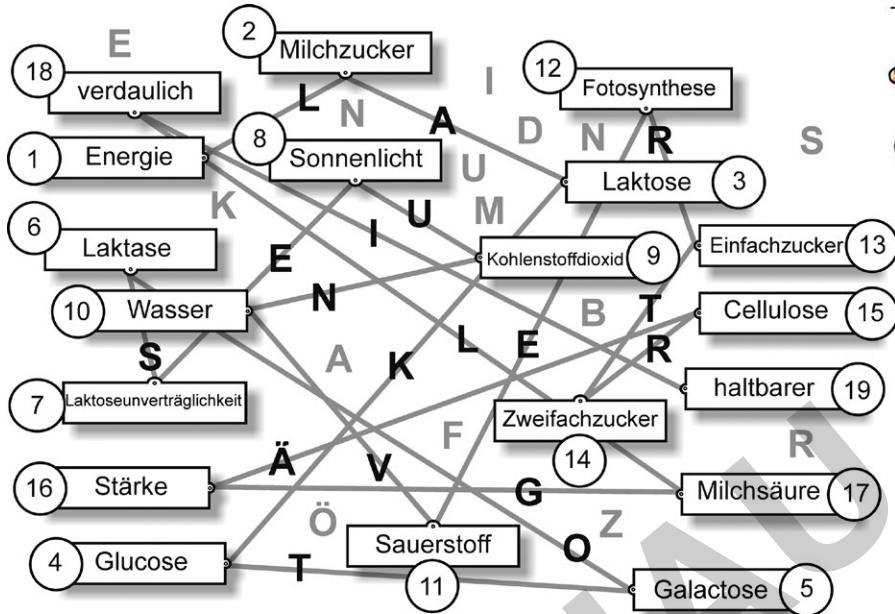 2 Milchzucker
E
18 verdaulich
12 Fotosynthese
L N A I D N R S
1 Energie
8 Sonnenlicht
U
Laktose 3
K
6 Laktase
I U M
Einfachzucker 13
E
Kohlenstoffdioxid 9
10 Wasser
N
B T
Cellulose 15
S A K L E R
7 Laktoseunverträglichkeit
haltbarer 19
Zweifachzucker 14
F
R
Ä V
16 Stärke
G
Milchsäure 17
Ö
Z
O
Sauerstoff 11
4 Glucose
T
Galactose 5
AU